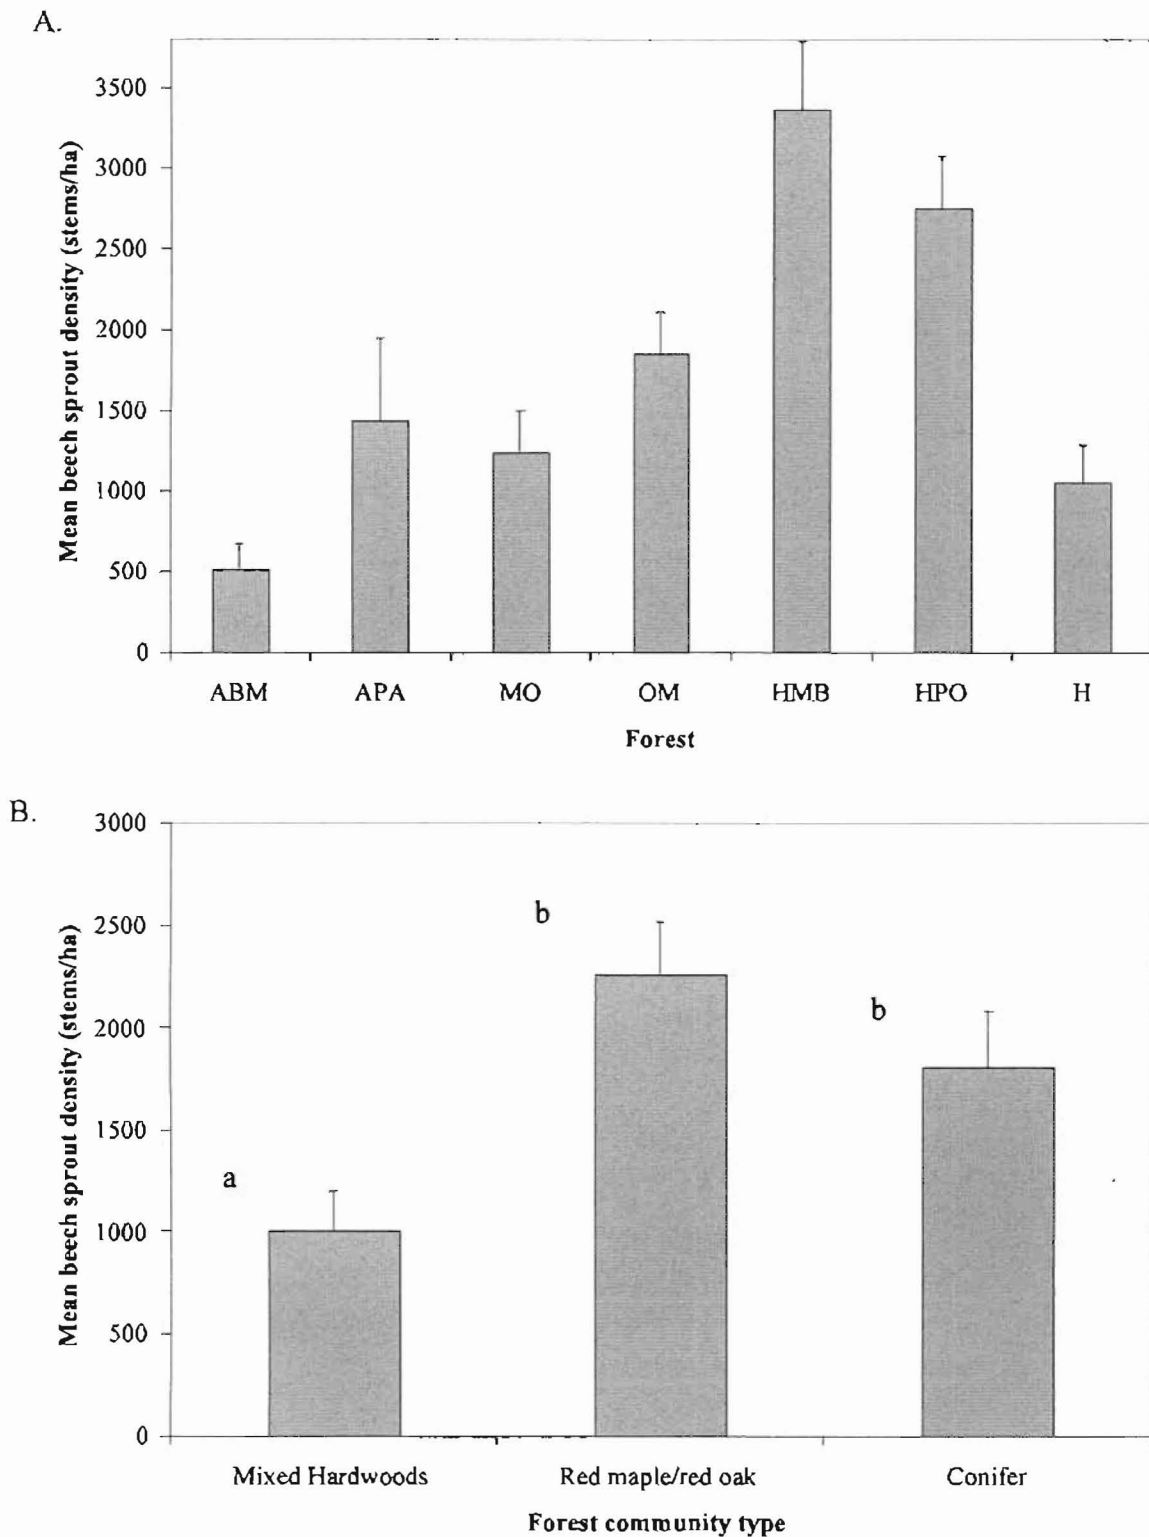 A.
Mean beech sprout density (stems/ha)
3500
3000
2500
2000
1500
1000
500
0
ABM APA MO OM HMB HPO H
Forest
B.
Mean beech sprout density (stems/ha)
3000
2500
2000
1500
1000
500
0
a
b
b
Mixed Hardwoods Red maple/red oak Conifer
Forest community type